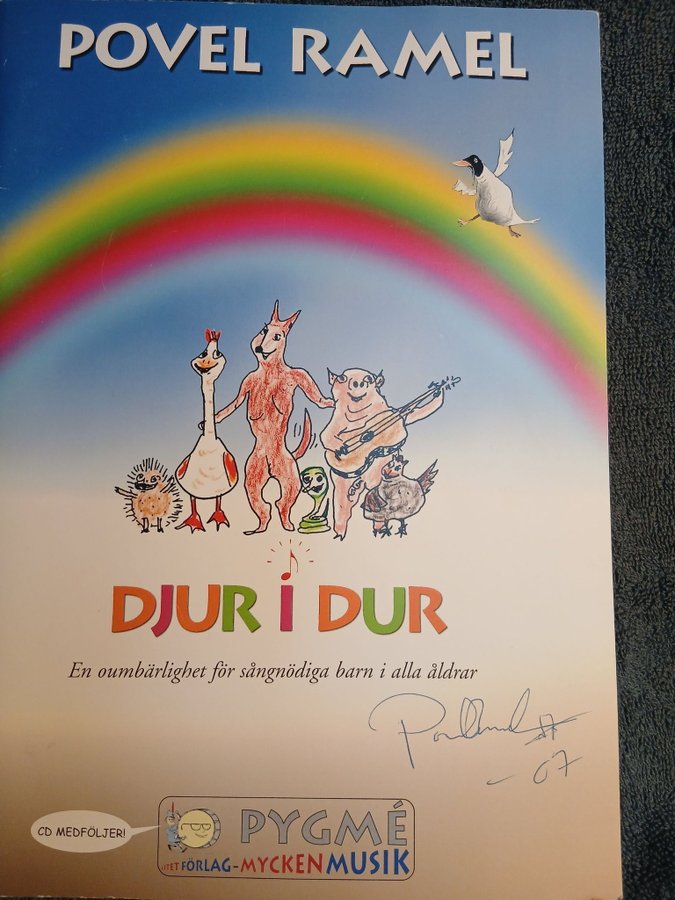 POVEL RAMEL
DJUR i DUR
En oumbärlighet för sångnödiga barn i alla åldrar
-07
CD MEDFÖLJER!
PYGMÉ
FÖRLAG-MYCKENMUSIK